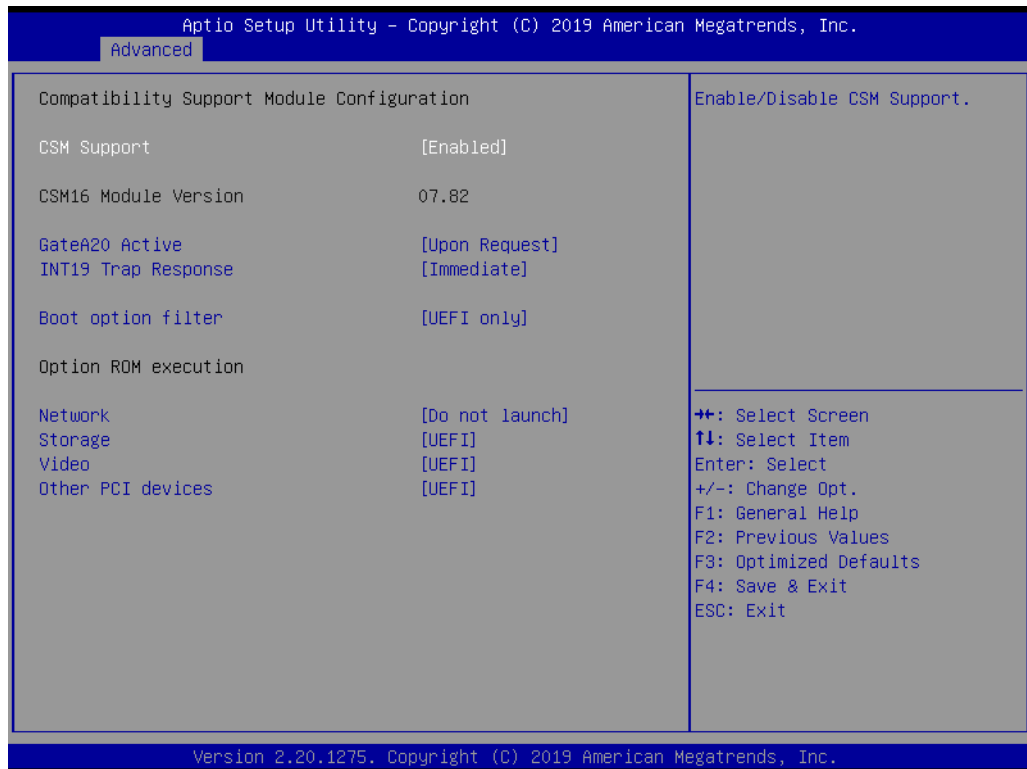 Aptio Setup Utility – Copyright (C) 2019 American Megatrends, Inc.
Advanced
Compatibility Support Module Configuration
CSM Support [Enabled]
CSM16 Module Version 07.82
GateA20 Active [Upon Request]
INT19 Trap Response [Immediate]
Boot option filter [UEFI only]
Option ROM execution
Network [Do not launch]
Storage [UEFI]
Video [UEFI]
Other PCI devices [UEFI]
Enable/Disable CSM Support.
→←: Select Screen
↑↓: Select Item
Enter: Select
+/-: Change Opt.
F1: General Help
F2: Previous Values
F3: Optimized Defaults
F4: Save & Exit
ESC: Exit
Version 2.20.1275. Copyright (C) 2019 American Megatrends, Inc.